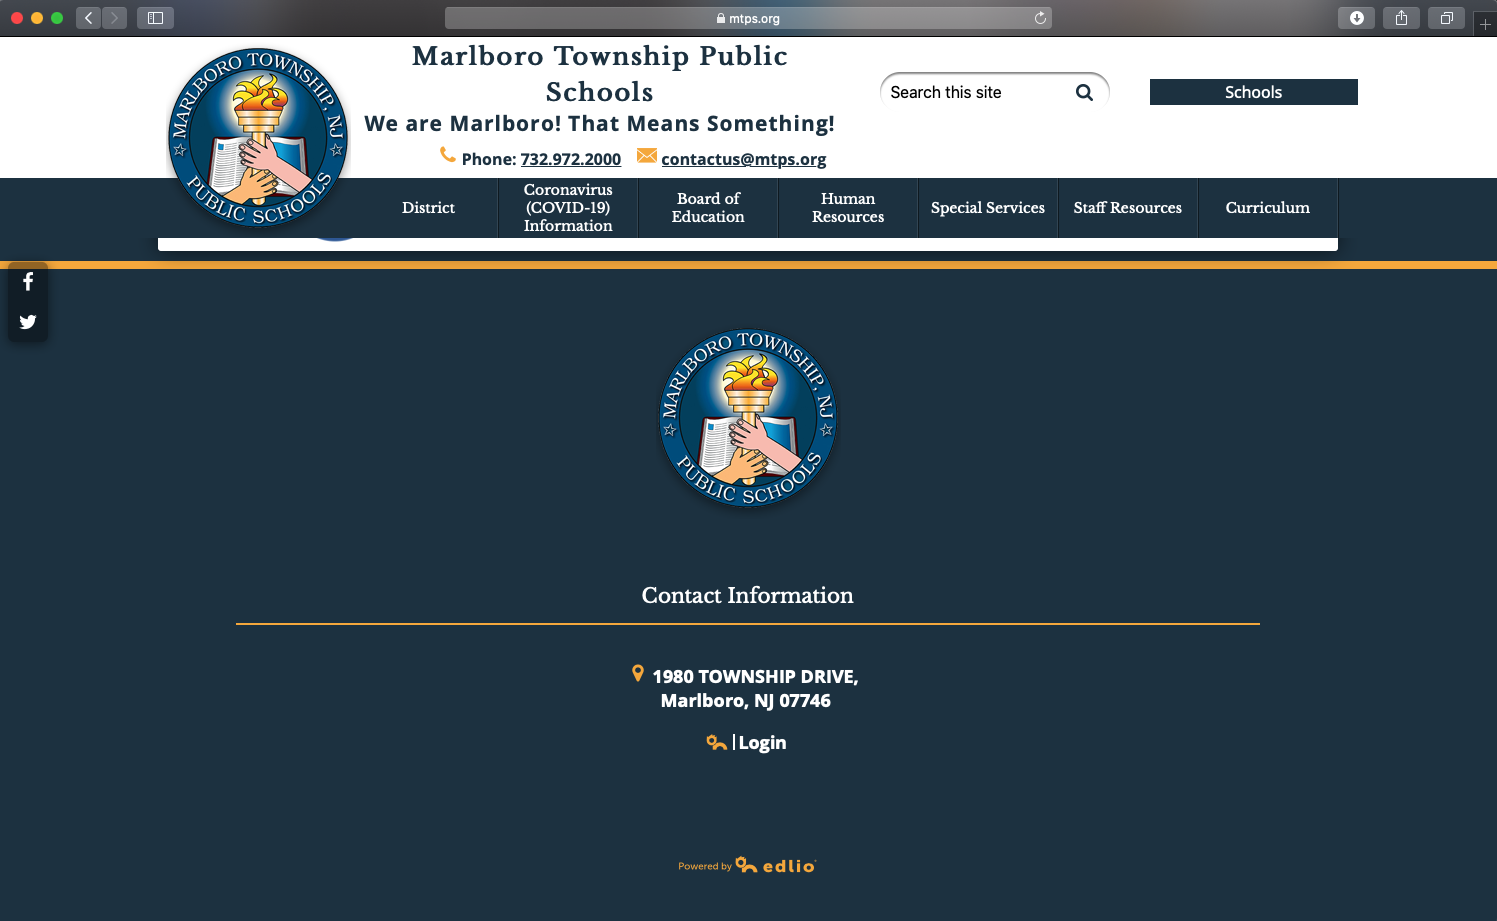 mtps.org
MARLBORO TOWNSHIP, NJ
PUBLIC SCHOOLS
Marlboro Township Public
Schools
We are Marlboro! That Means Something!
Phone: 732.972.2000 contactus@mtps.org
Search this site
Schools
District
Coronavirus
(COVID-19)
Information
Board of
Education
Human
Resources
Special Services
Staff Resources
Curriculum
MARLBORO TOWNSHIP, NJ
PUBLIC SCHOOLS
Contact Information
1980 TOWNSHIP DRIVE,
Marlboro, NJ 07746
| Login
Powered by edlio